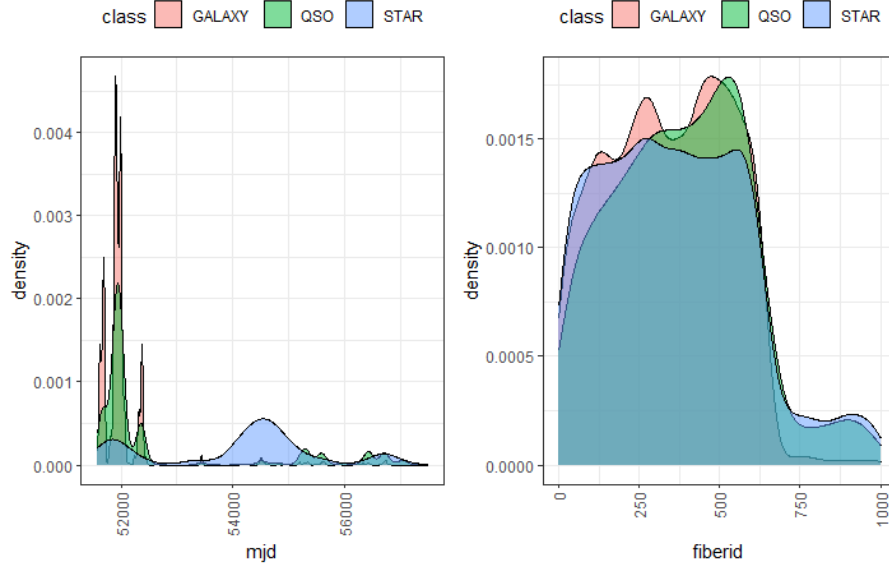 class GALAXY QSO STAR
0.004
0.003
0.002
0.001
0.000
density
52000 54000 56000
mjd
class GALAXY QSO STAR
0.0015
0.0010
0.0005
0.0000
density
0 250 500 750 1000
fiberid